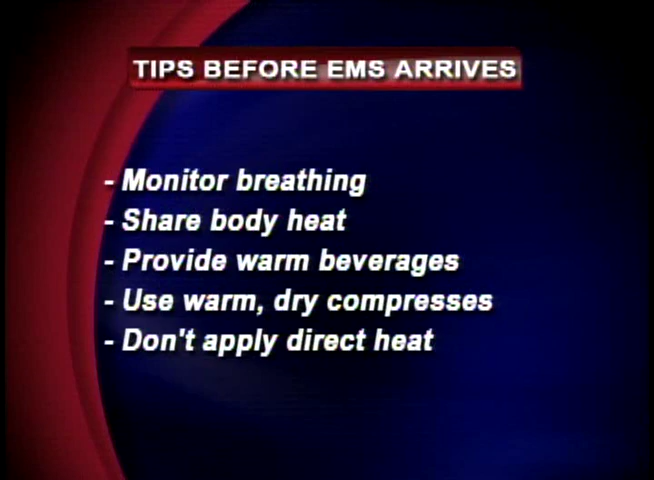 TIPS BEFORE EMS ARRIVES
- Monitor breathing
- Share body heat
- Provide warm beverages
- Use warm, dry compresses
- Don't apply direct heat